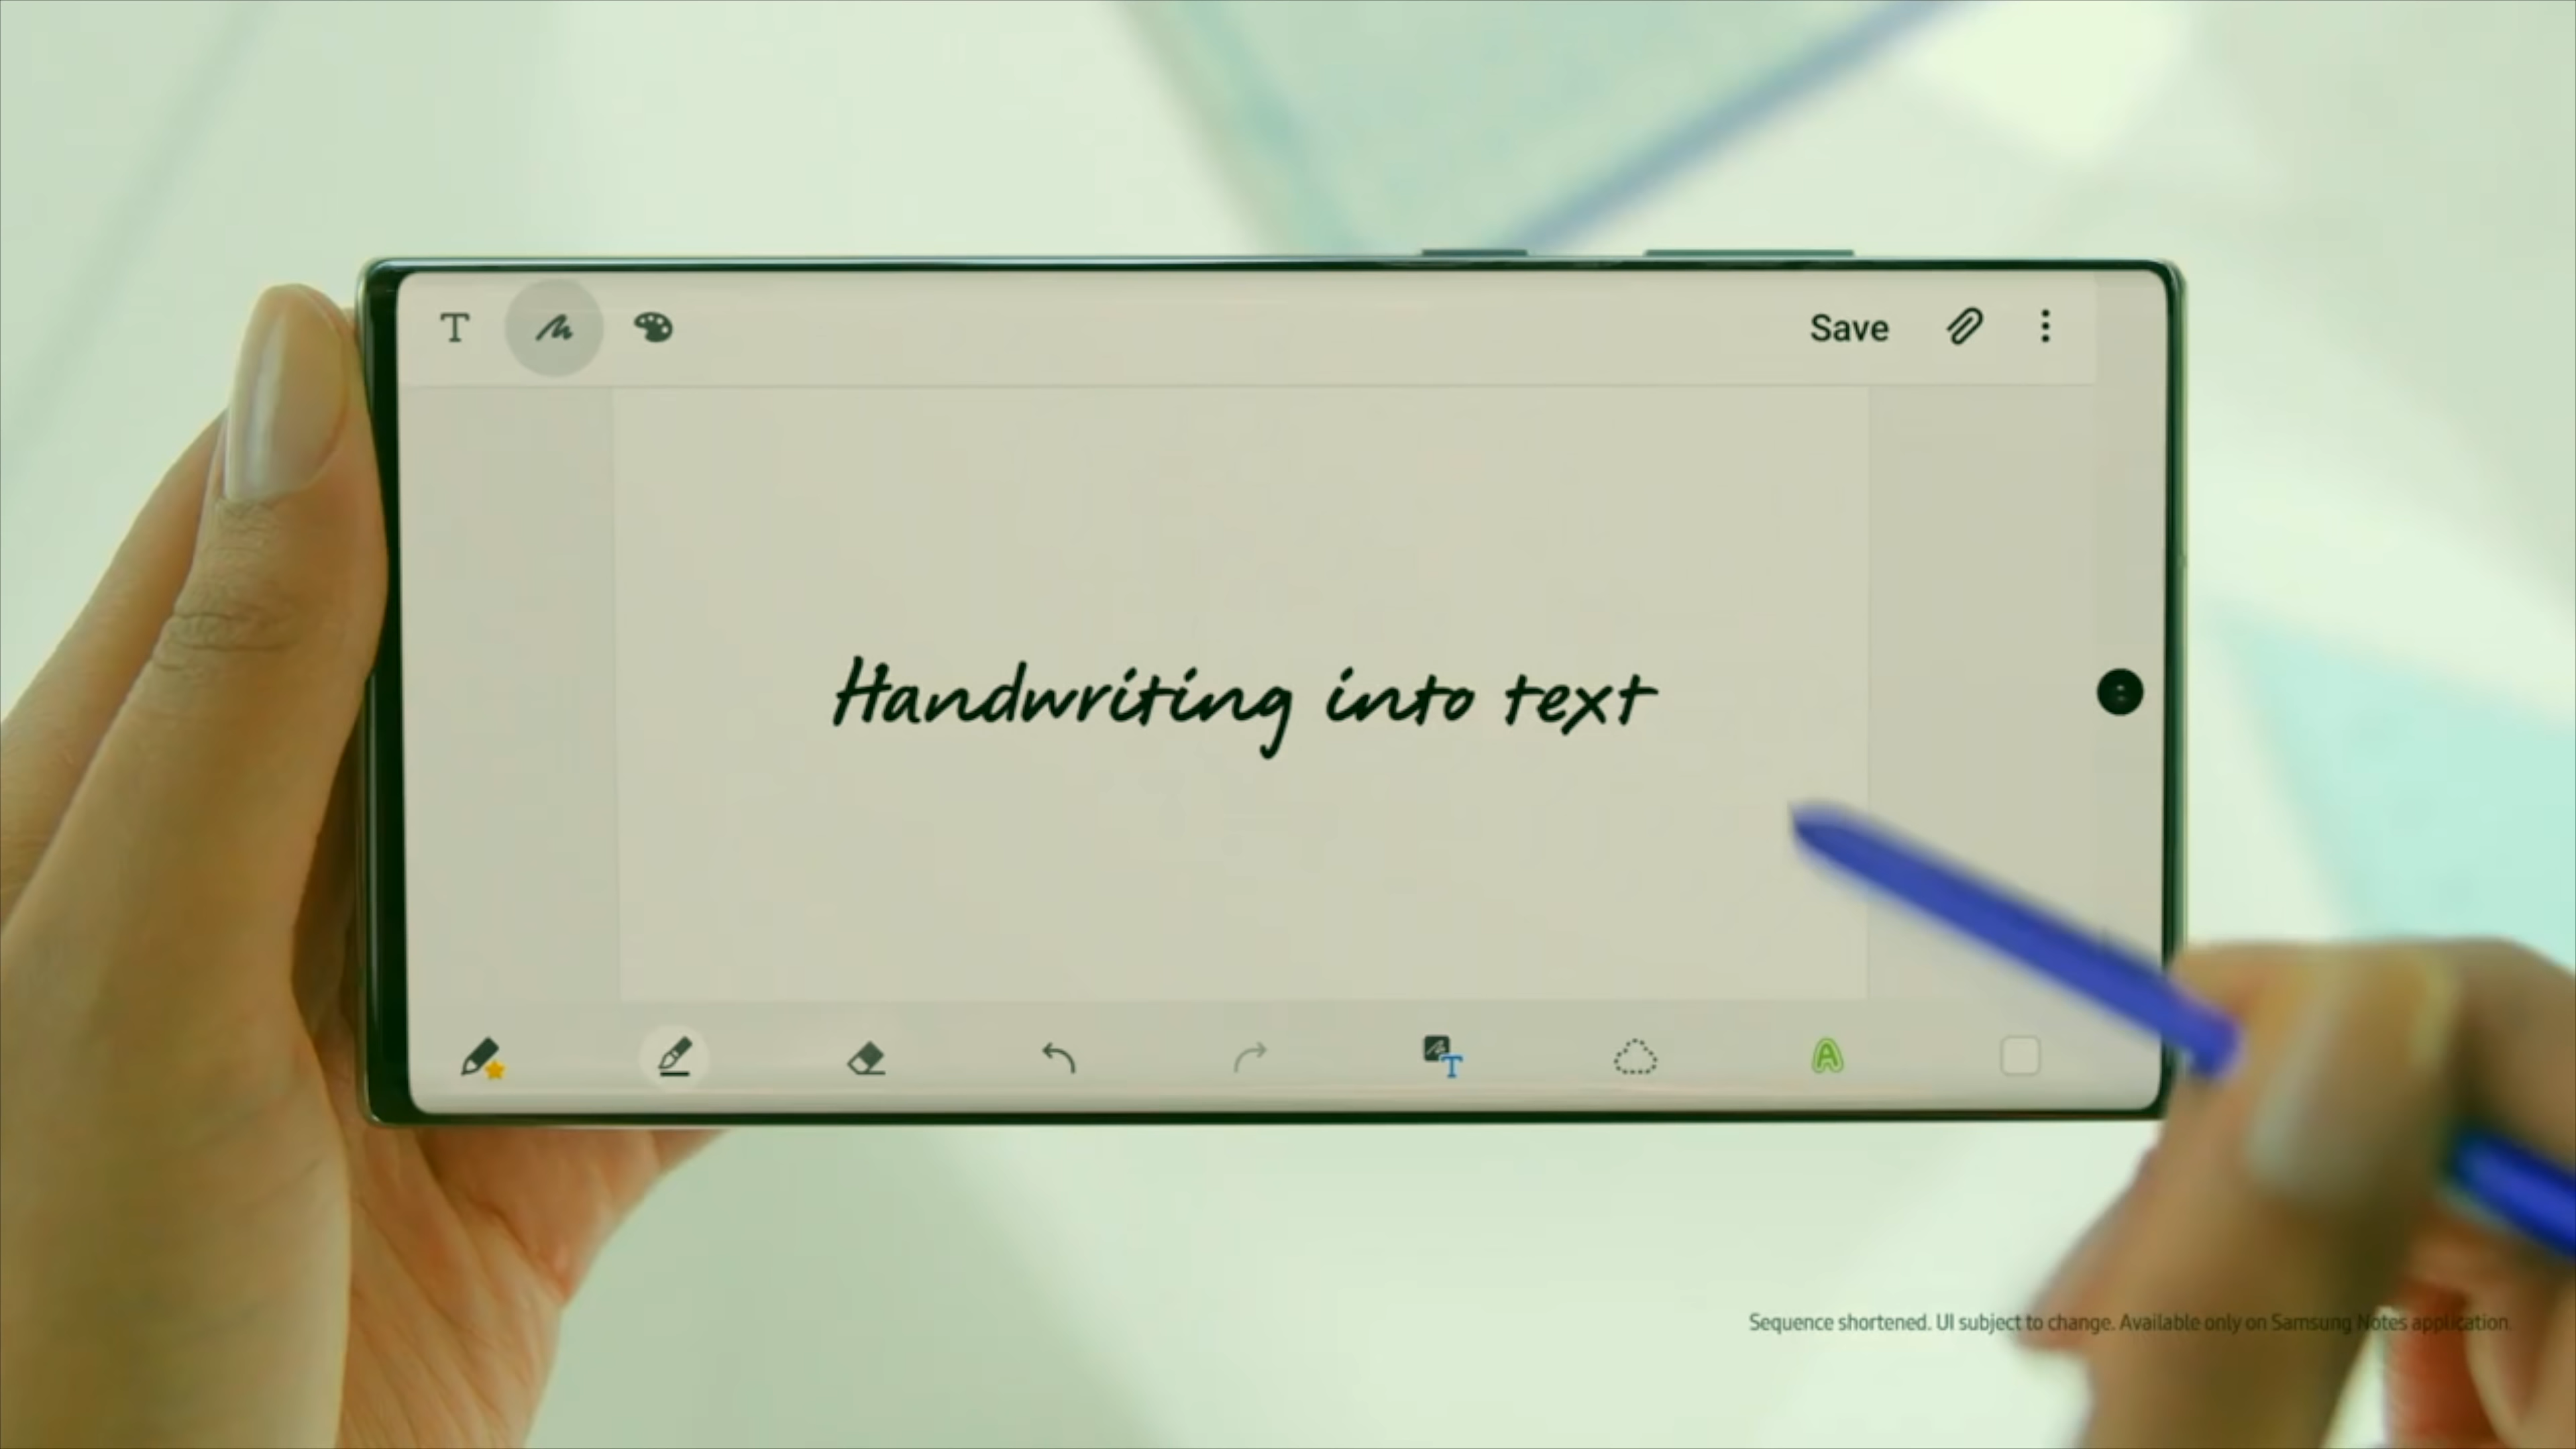 T
Save
Handwriting into text
T
A
Sequence shortened. UI subject to change. Available only on Samsung Notes application.